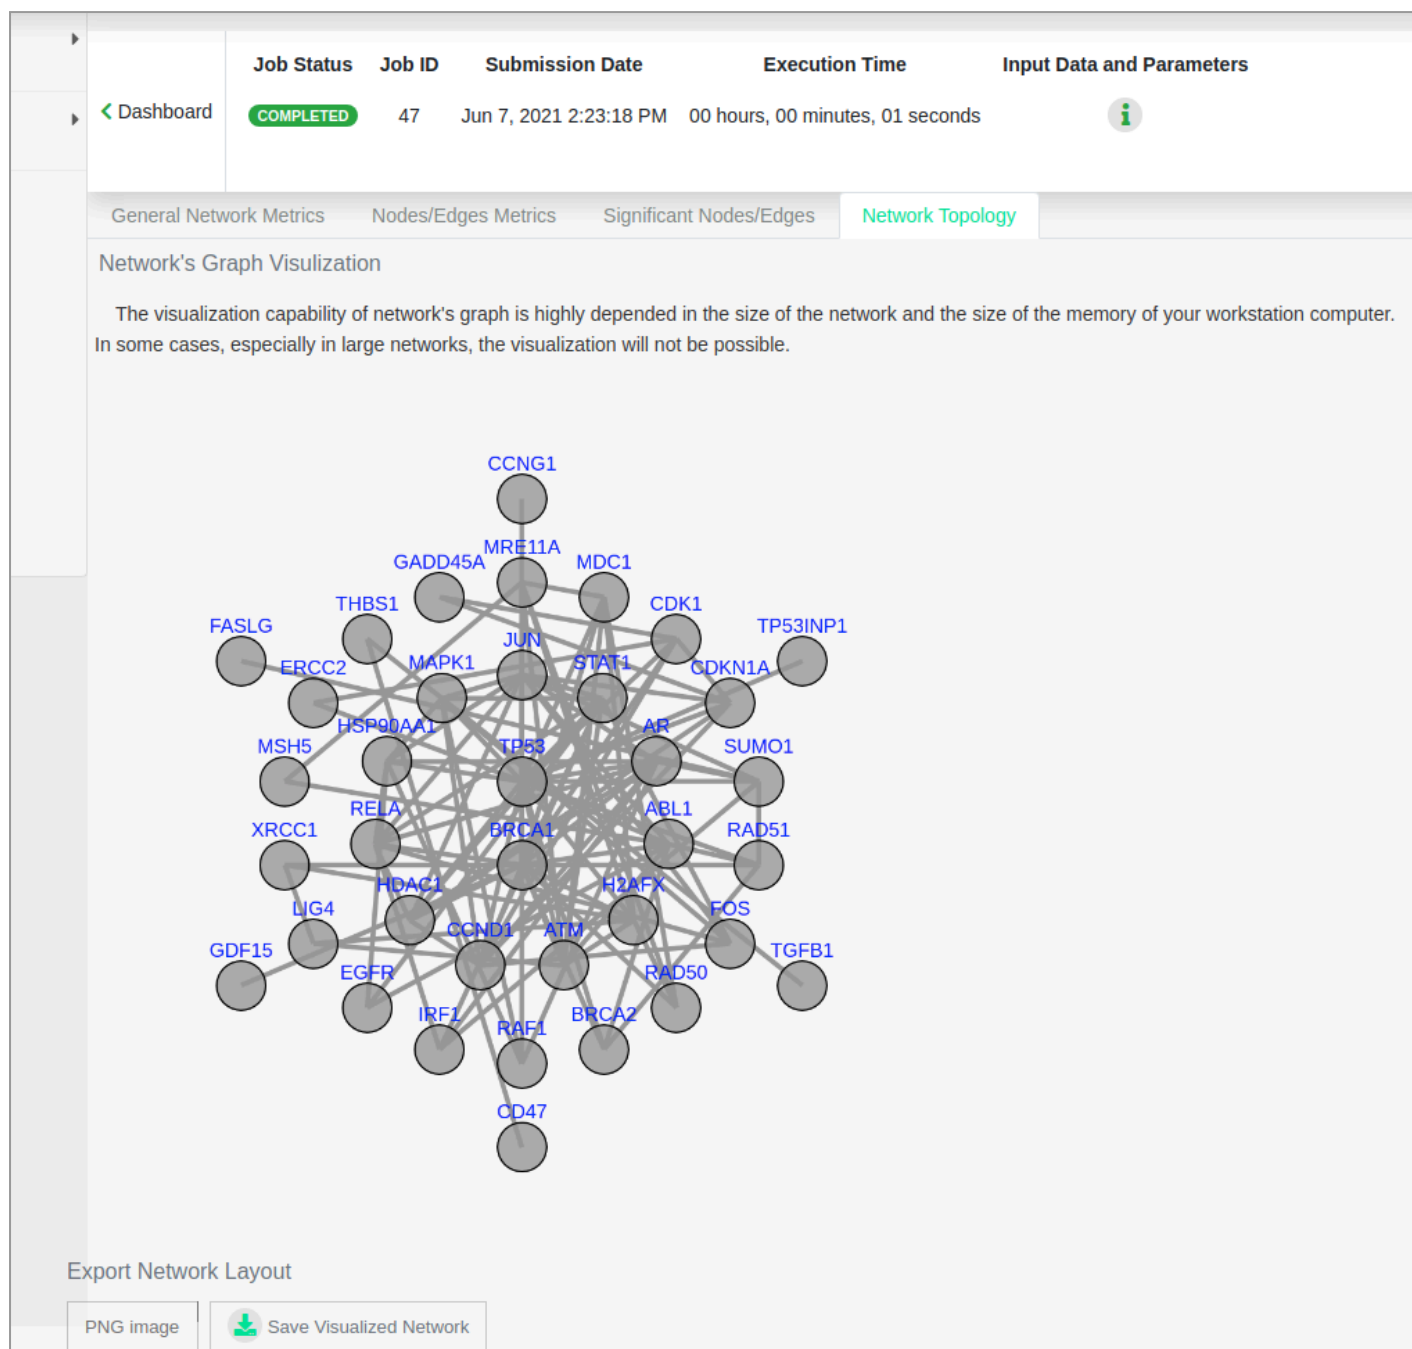 Job Status Job ID Submission Date Execution Time Input Data and Parameters
Dashboard COMPLETED 47 Jun 7, 2021 2:23:18 PM 00 hours, 00 minutes, 01 seconds
General Network Metrics Nodes/Edges Metrics Significant Nodes/Edges Network Topology
Network's Graph Visulization
The visualization capability of network's graph is highly depended in the size of the network and the size of the memory of your workstation computer.
In some cases, especially in large networks, the visualization will not be possible.
CCNG1
MRE11A
GADD45A MDC1
THBS1 CDK1
FASLG TP53INP1
JUN
ERCC2 MAPK1 STAT1 CDKN1A
HSP90AA1 AR
MSH5 TP53 SUMO1
RELA ABL1
XRCC1 BRCA1 RAD51
HDAC1 H2AFX
LIG4 FOS
CCND1 ATM
GDF15 TGFB1
EGFR RAD50
IRF1 BRCA2
RAF1
CD47
Export Network Layout
PNG image Save Visualized Network